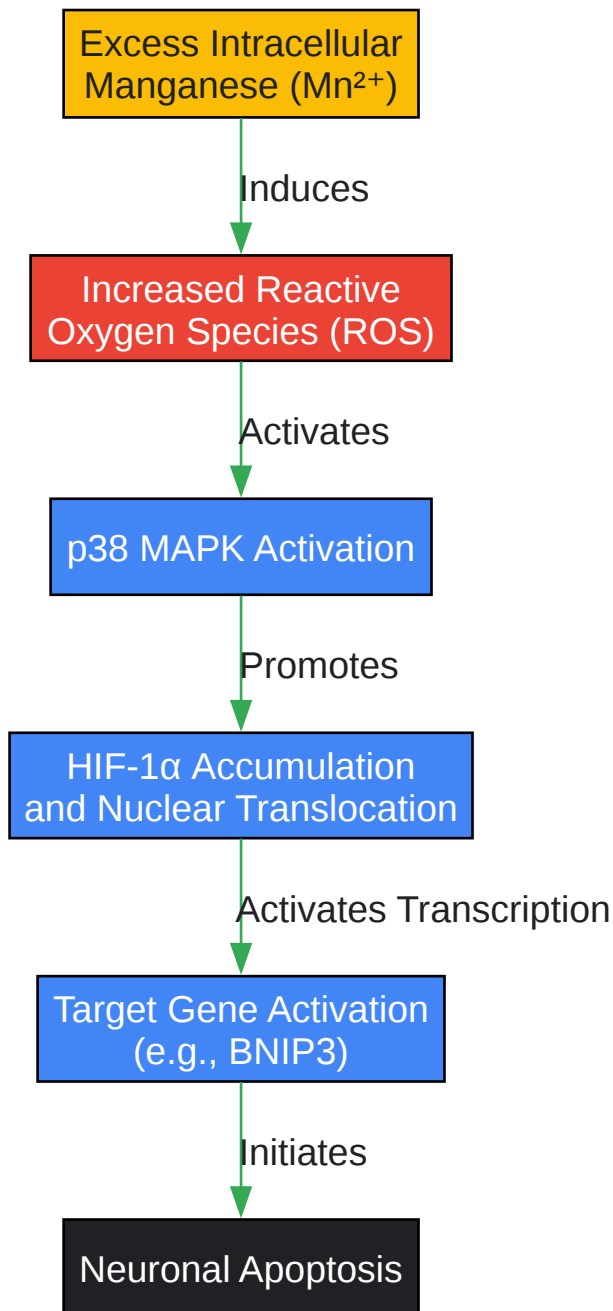 Excess Intracellular
Manganese (Mn²⁺)
Induces
Increased Reactive
Oxygen Species (ROS)
Activates
p38 MAPK Activation
Promotes
HIF-1α Accumulation
and Nuclear Translocation
Activates Transcription
Target Gene Activation
(e.g., BNIP3)
Initiates
Neuronal Apoptosis